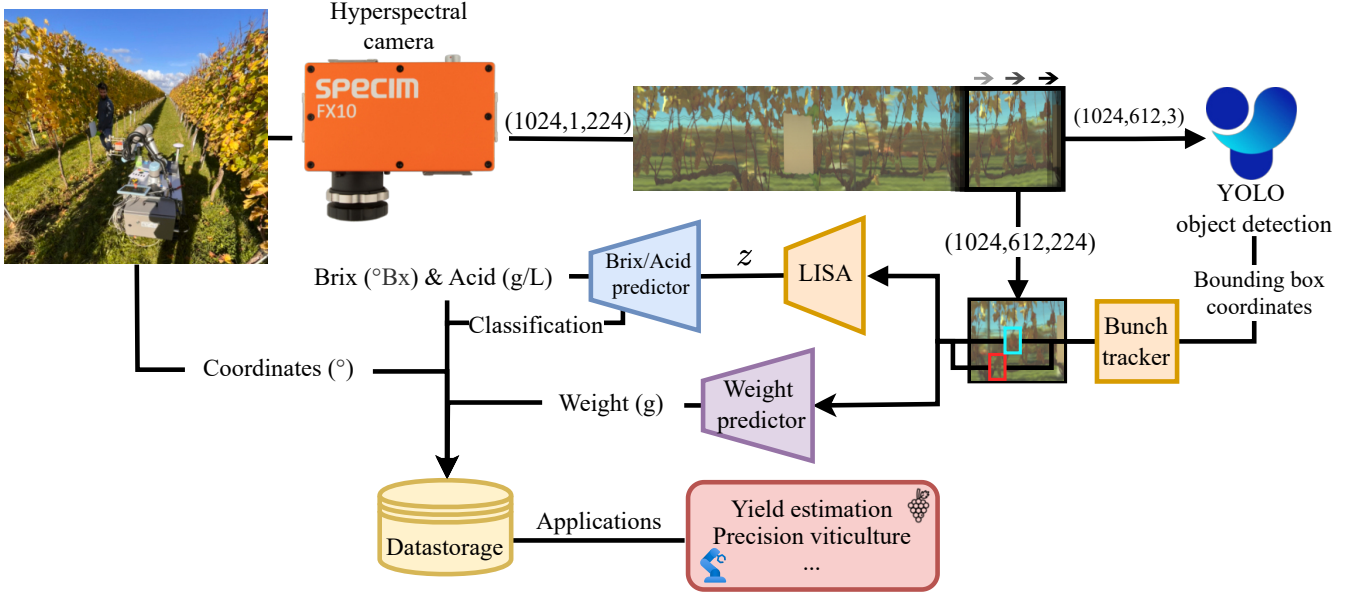 Hyperspectral
camera
SPECIM
FX10
(1024,1,224)
(1024,612,3)
YOLO
object detection
(1024,612,224)
Bounding box
coordinates
Bunch
tracker
LISA
z
Brix/Acid
predictor
Brix (°Bx) & Acid (g/L)
Classification
Coordinates (°)
Weight
predictor
Weight (g)
Datastorage
Applications
Yield estimation
Precision viticulture
...